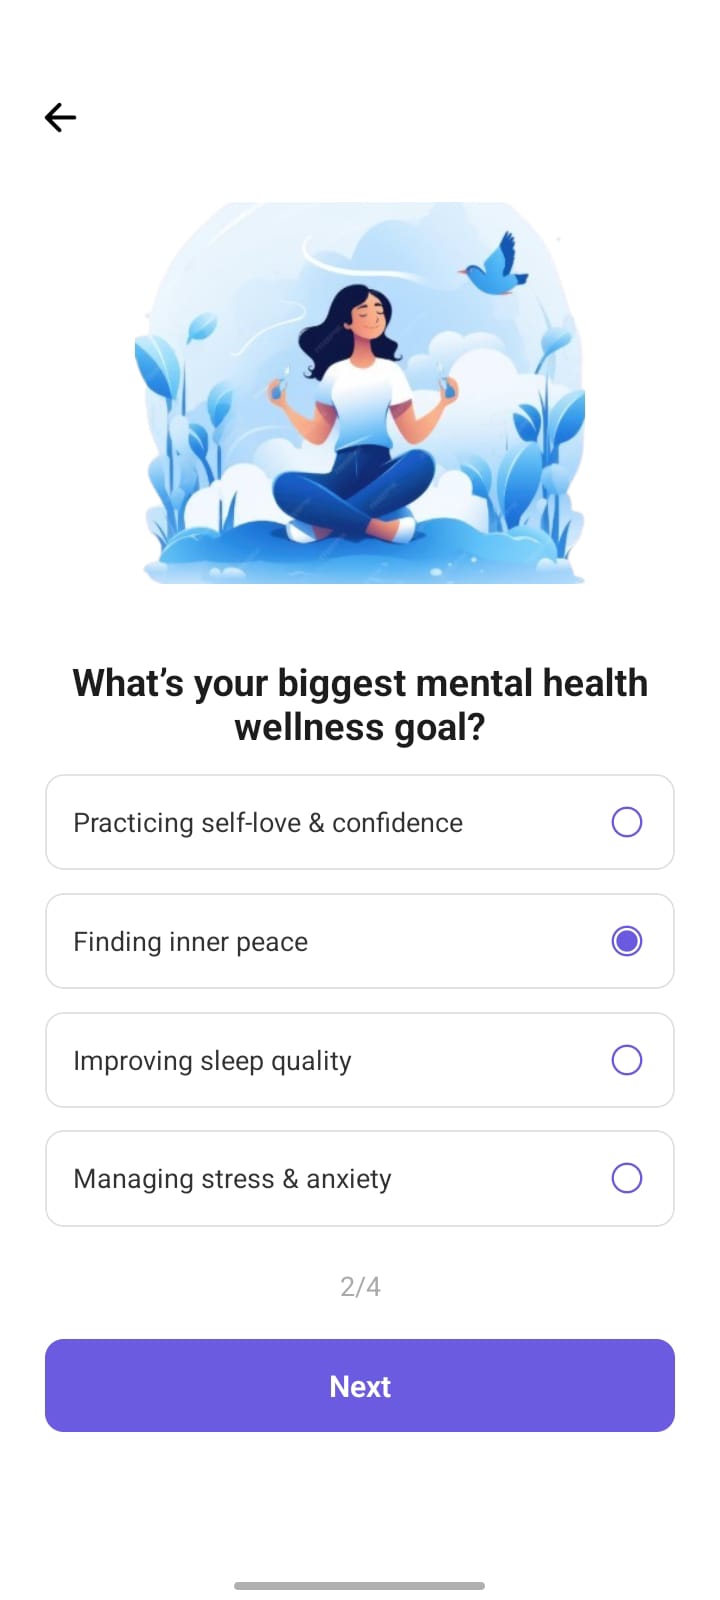 What’s your biggest mental health
wellness goal?
Practicing self-love & confidence
Finding inner peace
Improving sleep quality
Managing stress & anxiety
2/4
Next